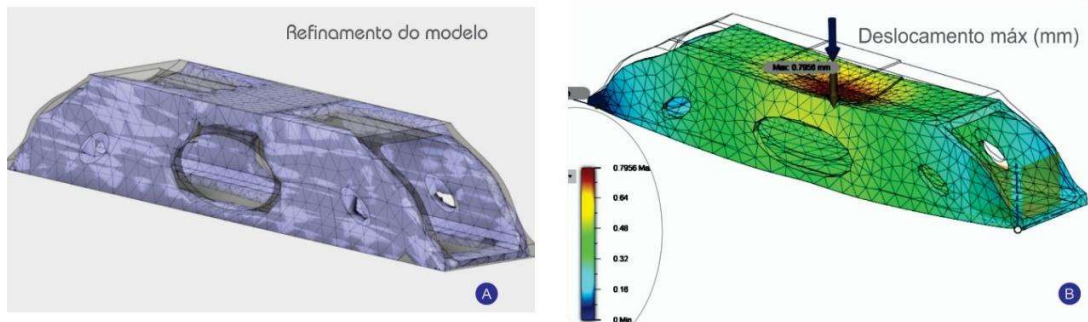 Refinamento do modelo
A
Deslocamento máx (mm)
Max: 0.7956 mm
0.7956 Ma
0.64
0.48
0.32
0.16
0 Min
B